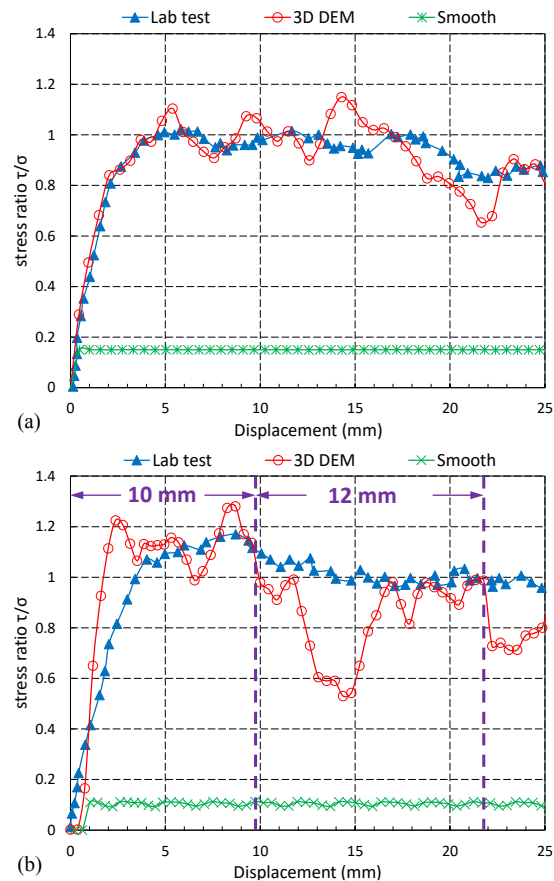 Lab test 3D DEM Smooth
1.4
1.2
1
0.8
0.6
0.4
0.2
0
stress ratio τ/σ
0 5 10 15 20 25
(a) Displacement (mm)
Lab test 3D DEM Smooth
10 mm 12 mm
1.4
1.2
1
0.8
0.6
0.4
0.2
0
stress ratio τ/σ
0 5 10 15 20 25
(b) Displacement (mm)